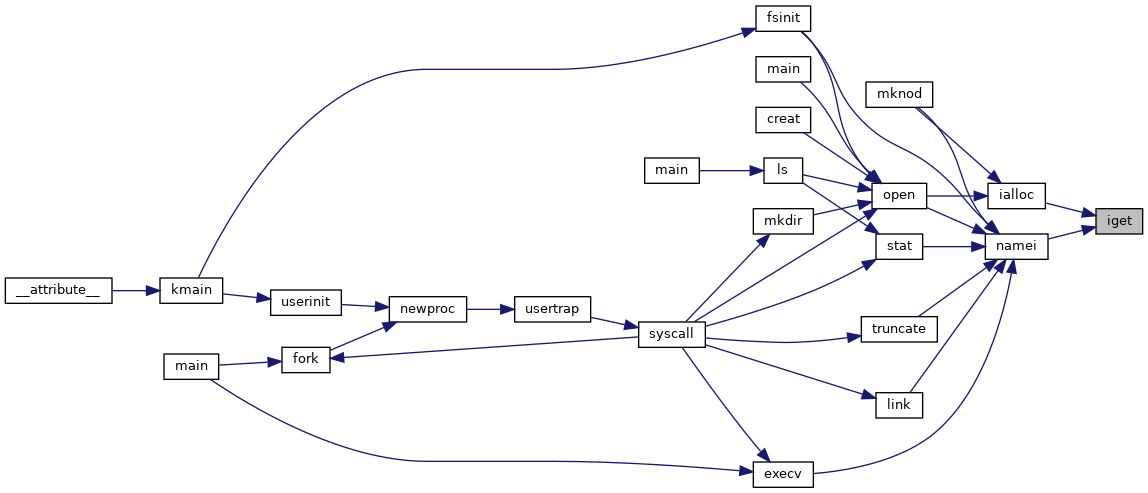 fsinit
main
creat
mknod
main
ls
open
ialloc
mkdir
iget
stat
namei
__attribute__
kmain
userinit
newproc
usertrap
syscall
truncate
main
fork
link
execv